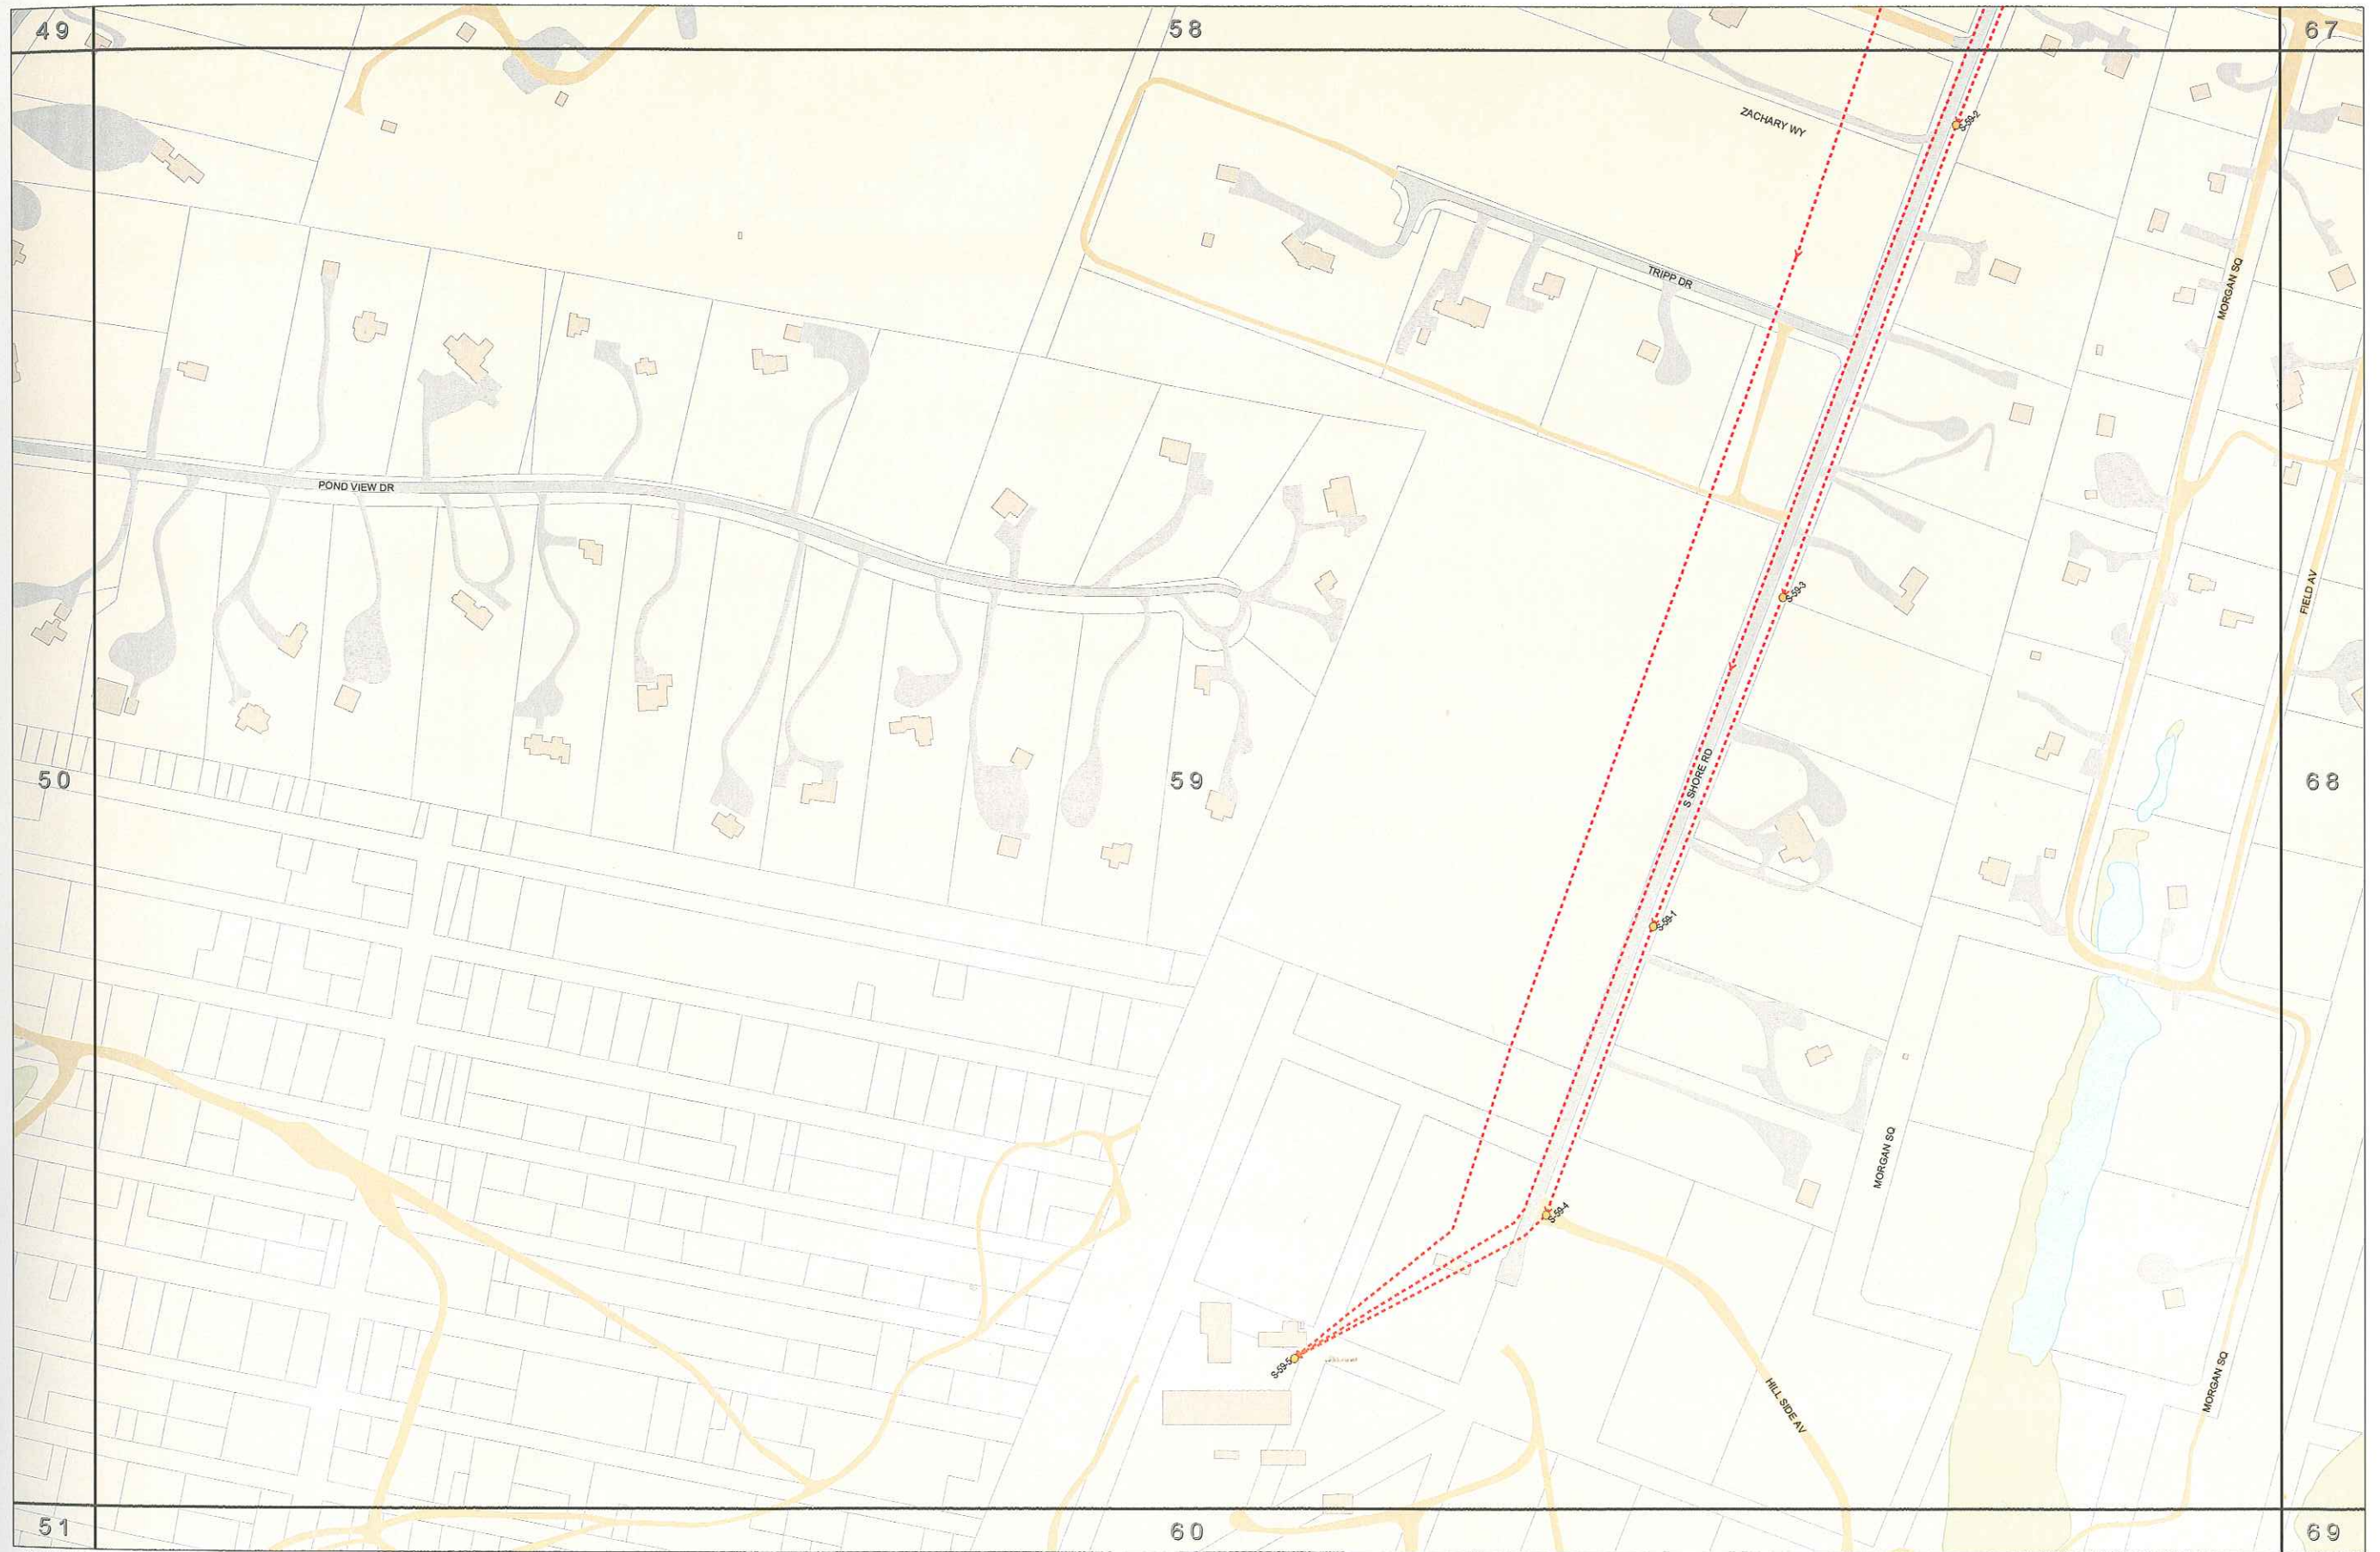 49
58
67
ZACHARY WY
S-59-2
TRIPP DR
MORGAN SQ
POND VIEW DR
S-59-3
FIELD AV
50
59
S SHORE RD
68
S-59-1
MORGAN SQ
S-59-4
S-59-5
HILL SIDE AV
MORGAN SQ
51
60
69